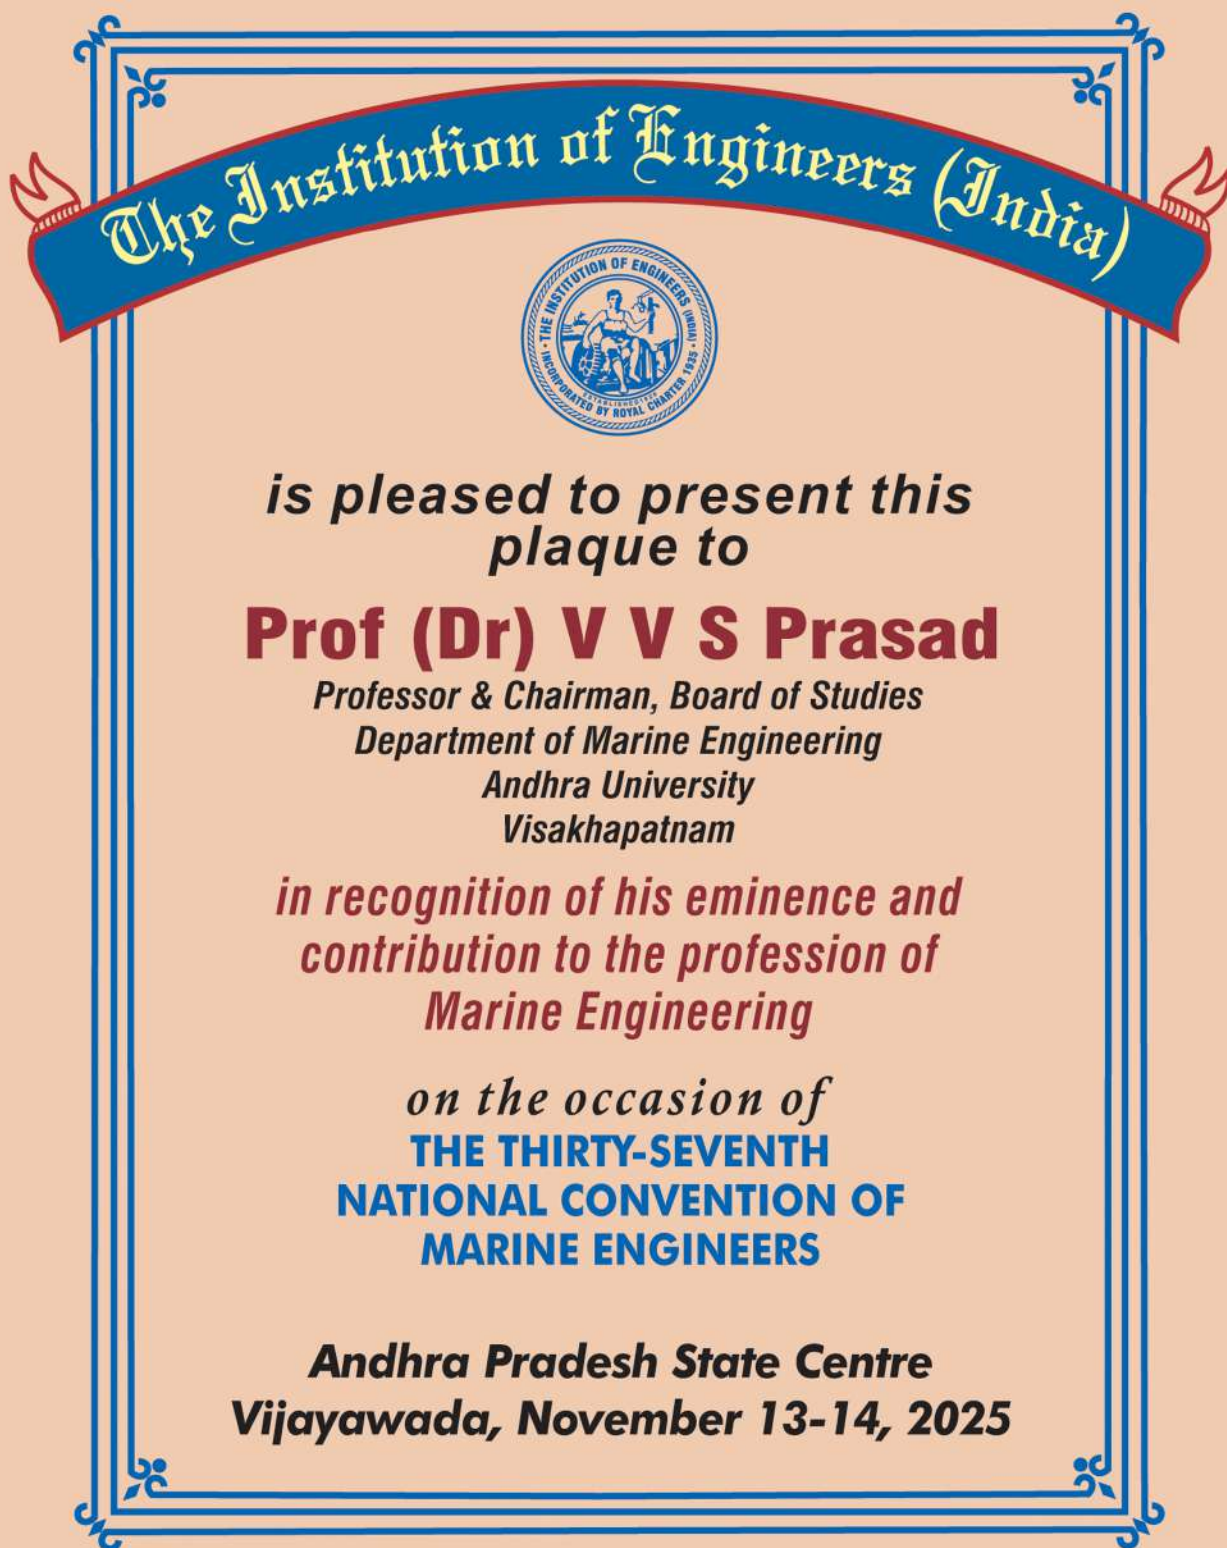 The Institution of Engineers (India)
THE INSTITUTION OF ENGINEERS (INDIA)
INCORPORATED BY ROYAL CHARTER 1935
ESTABLISHED 1920
is pleased to present this
plaque to
Prof (Dr) V V S Prasad
Professor & Chairman, Board of Studies
Department of Marine Engineering
Andhra University
Visakhapatnam
in recognition of his eminence and
contribution to the profession of
Marine Engineering
on the occasion of
THE THIRTY-SEVENTH
NATIONAL CONVENTION OF
MARINE ENGINEERS
Andhra Pradesh State Centre
Vijayawada, November 13-14, 2025